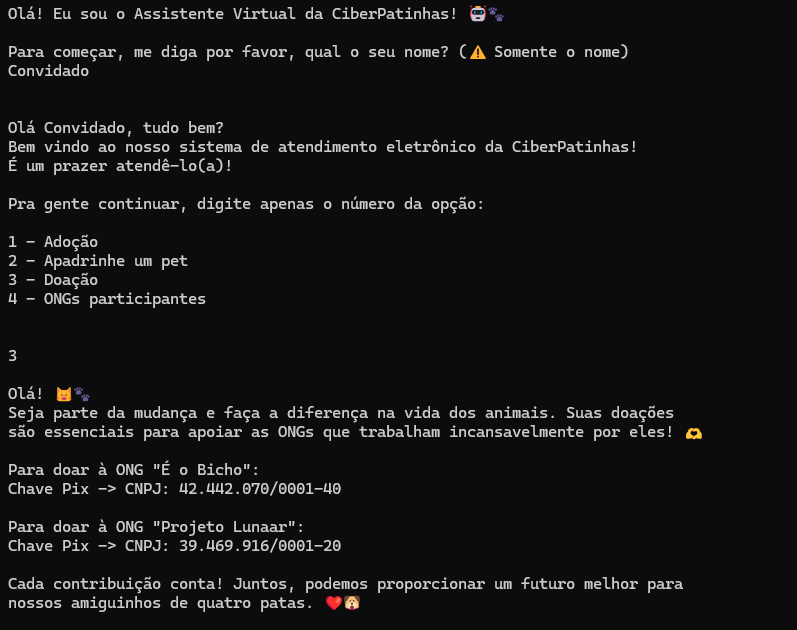 Olá! Eu sou o Assistente Virtual da CiberPatinhas! 🤖🐾
Para começar, me diga por favor, qual o seu nome? (⚠️ Somente o nome)
Convidado
Olá Convidado, tudo bem?
Bem vindo ao nosso sistema de atendimento eletrônico da CiberPatinhas!
É um prazer atendê-lo(a)!
Pra gente continuar, digite apenas o número da opção:
1 - Adoção
2 - Apadrinhe um pet
3 - Doação
4 - ONGs participantes
3
Olá! 🐱🐾
Seja parte da mudança e faça a diferença na vida dos animais. Suas doações
são essenciais para apoiar as ONGs que trabalham incansavelmente por eles! 🫶
Para doar à ONG "É o Bicho":
Chave Pix -> CNPJ: 42.442.070/0001-40
Para doar à ONG "Projeto Lunaar":
Chave Pix -> CNPJ: 39.469.916/0001-20
Cada contribuição conta! Juntos, podemos proporcionar um futuro melhor para
nossos amiguinhos de quatro patas. ❤️🐶